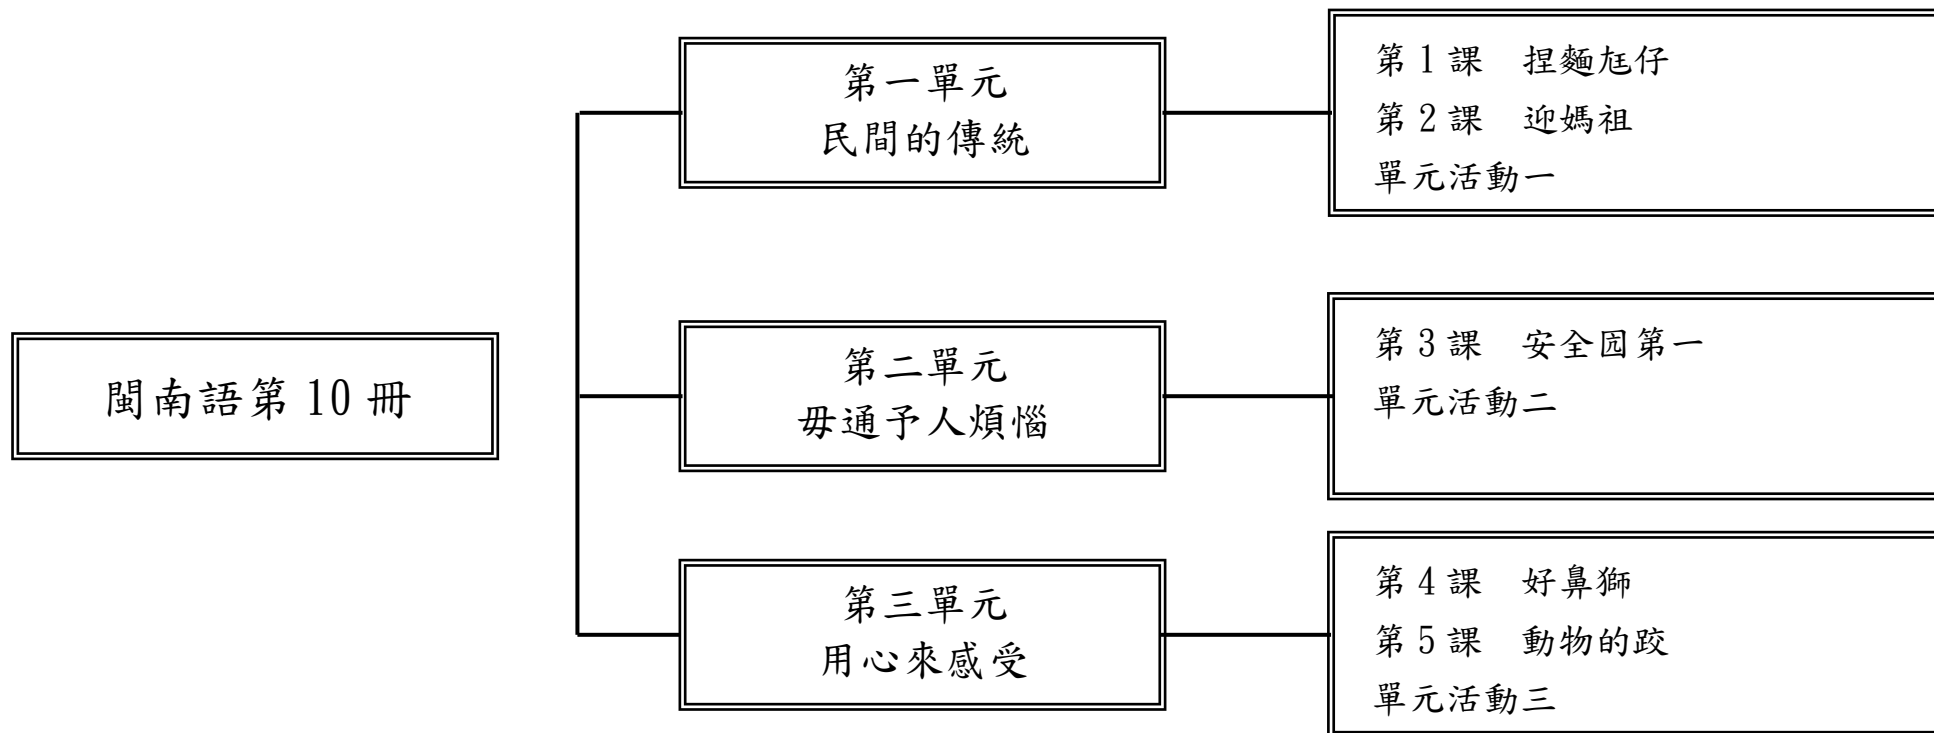 閩南語第 10 冊
第一單元
民間的傳統
第 1 課　捏麵尪仔
第 2 課　迎媽祖
單元活動一
第二單元
毋通予人煩惱
第 3 課　安全囥第一
單元活動二
第三單元
用心來感受
第 4 課　好鼻獅
第 5 課　動物的跤
單元活動三